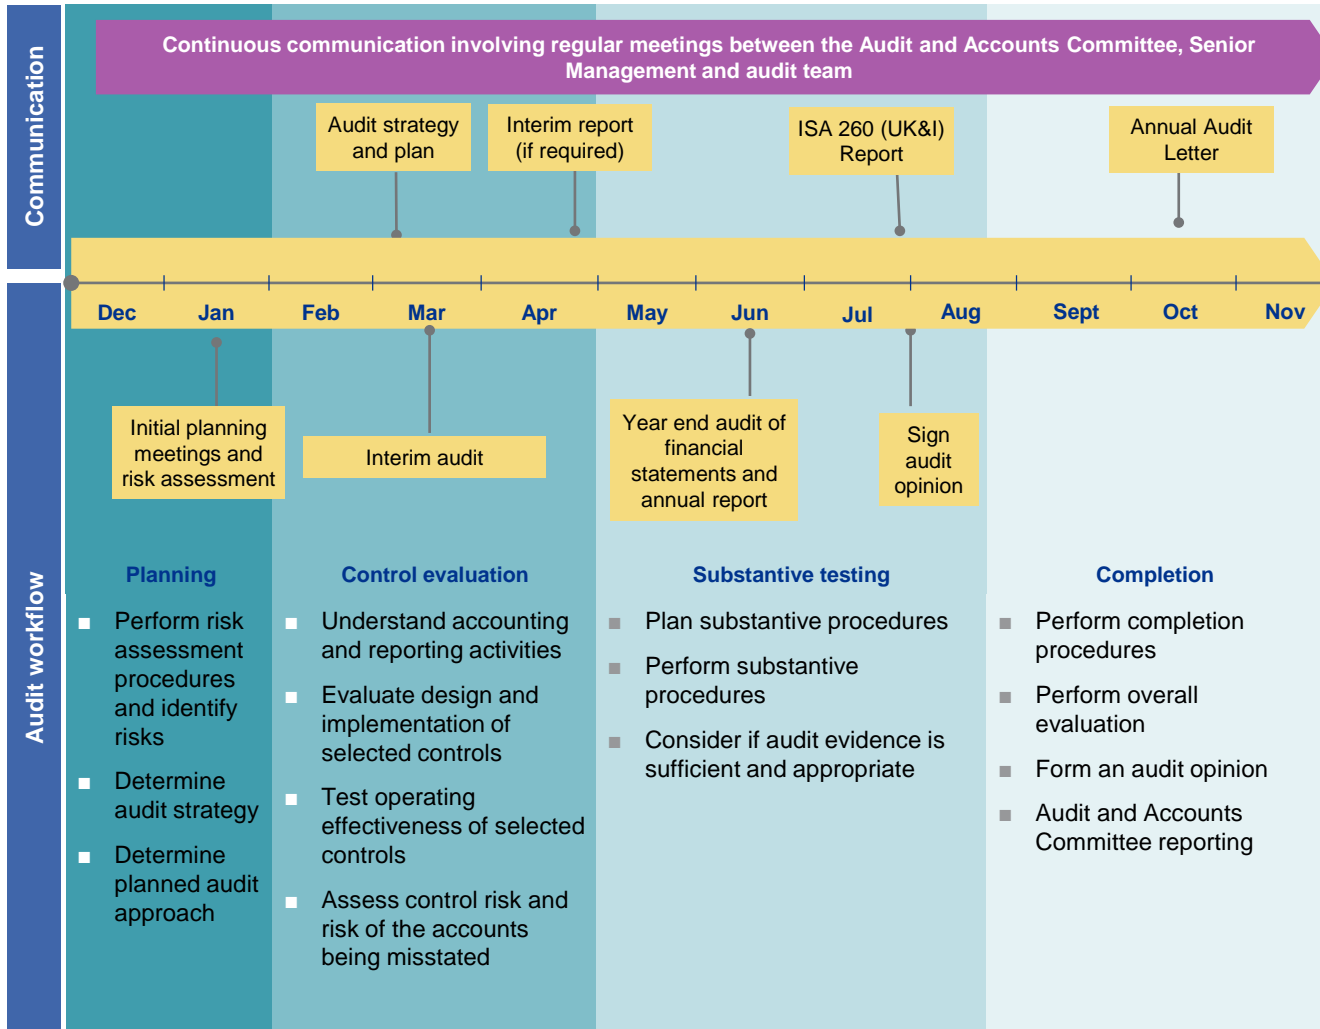 Communication
Continuous communication involving regular meetings between the Audit and Accounts Committee, Senior
Management and audit team
Audit strategy
and plan
Interim report
(if required)
ISA 260 (UK&I)
Report
Annual Audit
Letter
Dec Jan Feb Mar Apr May Jun Jul Aug Sept Oct Nov
Audit workflow
Initial planning
meetings and
risk assessment
Interim audit
Year end audit of
financial
statements and
annual report
Sign
audit
opinion
Planning
■ Perform risk
assessment
procedures
and identify
risks
■ Determine
audit strategy
■ Determine
planned audit
approach
Control evaluation
■ Understand accounting
and reporting activities
■ Evaluate design and
implementation of
selected controls
■ Test operating
effectiveness of selected
controls
■ Assess control risk and
risk of the accounts
being misstated
Substantive testing
■ Plan substantive procedures
■ Perform substantive
procedures
■ Consider if audit evidence is
sufficient and appropriate
Completion
■ Perform completion
procedures
■ Perform overall
evaluation
■ Form an audit opinion
■ Audit and Accounts
Committee reporting